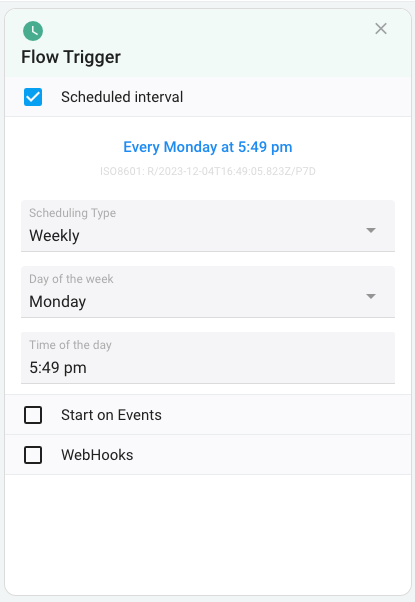 Flow Trigger
Scheduled interval
Every Monday at 5:49 pm
ISO8601: R/2023-12-04T16:49:05.823Z/P7D
Scheduling Type
Weekly
Day of the week
Monday
Time of the day
5:49 pm
Start on Events
WebHooks